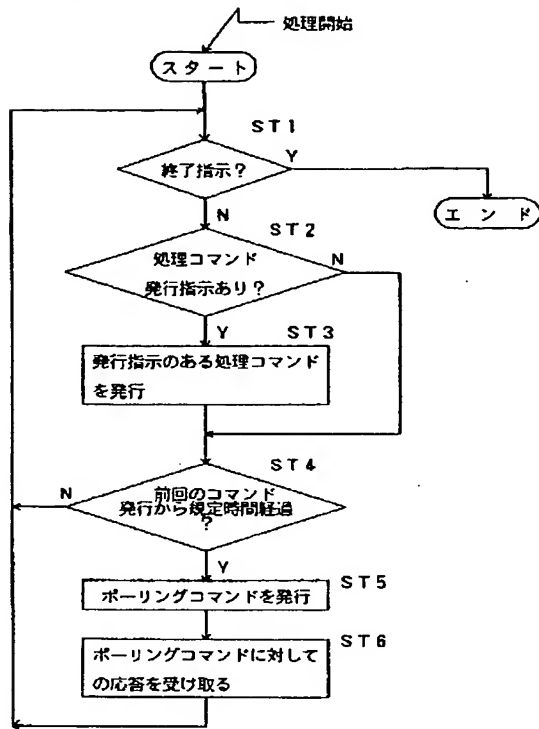 処理開始
スタート
ST1
終了指示?
Y
エンド
N
ST2
処理コマンド
発行指示あり?
N
Y
ST3
発行指示のある処理コマンド
を発行
ST4
前回のコマンド
発行から規定時間経過
?
N
Y
ST5
ポーリングコマンドを発行
ST6
ポーリングコマンドに対して
の応答を受け取る